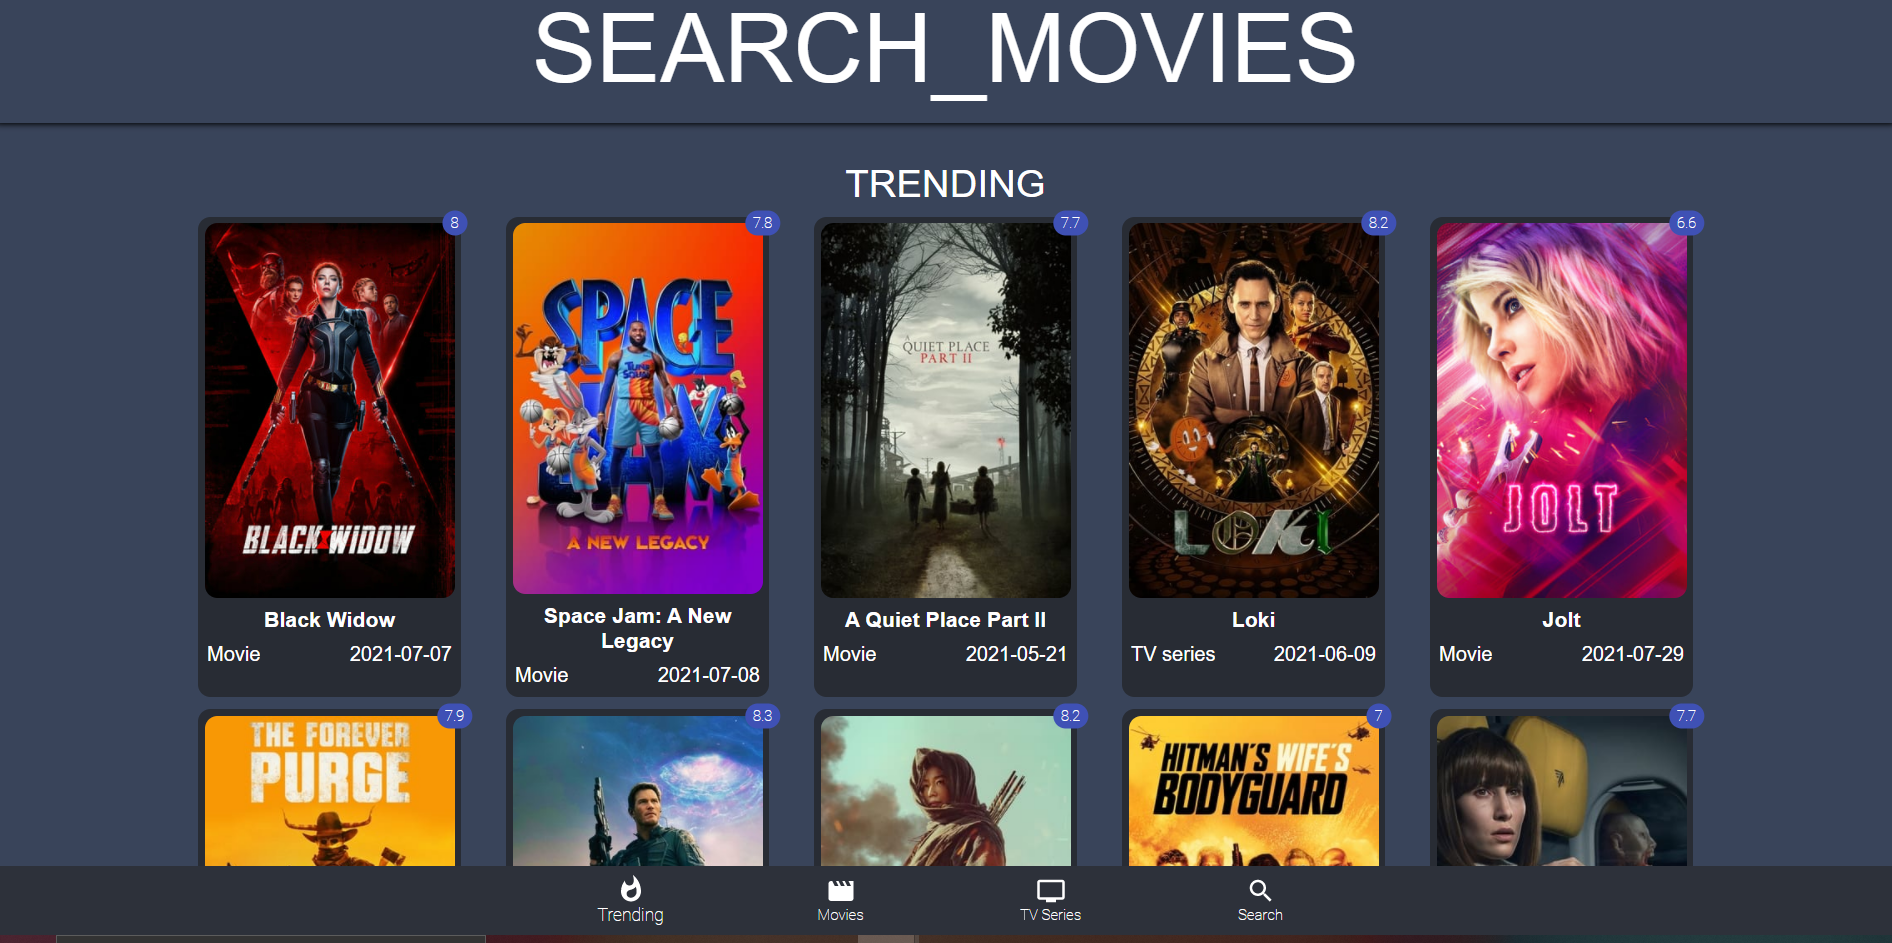 SEARCH_MOVIES
TRENDING
8
7.8
7.7
8.2
6.6
BLACK WIDOW
SPACE
JAM
TUNE
SQUAD
A NEW LEGACY
A QUIET PLACE
PART II
LOKI
JOLT
Black Widow
Movie 2021-07-07
Space Jam: A New
Legacy
Movie 2021-07-08
A Quiet Place Part II
Movie 2021-05-21
Loki
TV series 2021-06-09
Jolt
Movie 2021-07-29
7.9
8.3
8.2
7
7.7
THE FOREVER
PURGE
HITMAN'S WIFE'S
BODYGUARD
Trending
Movies
TV Series
Search